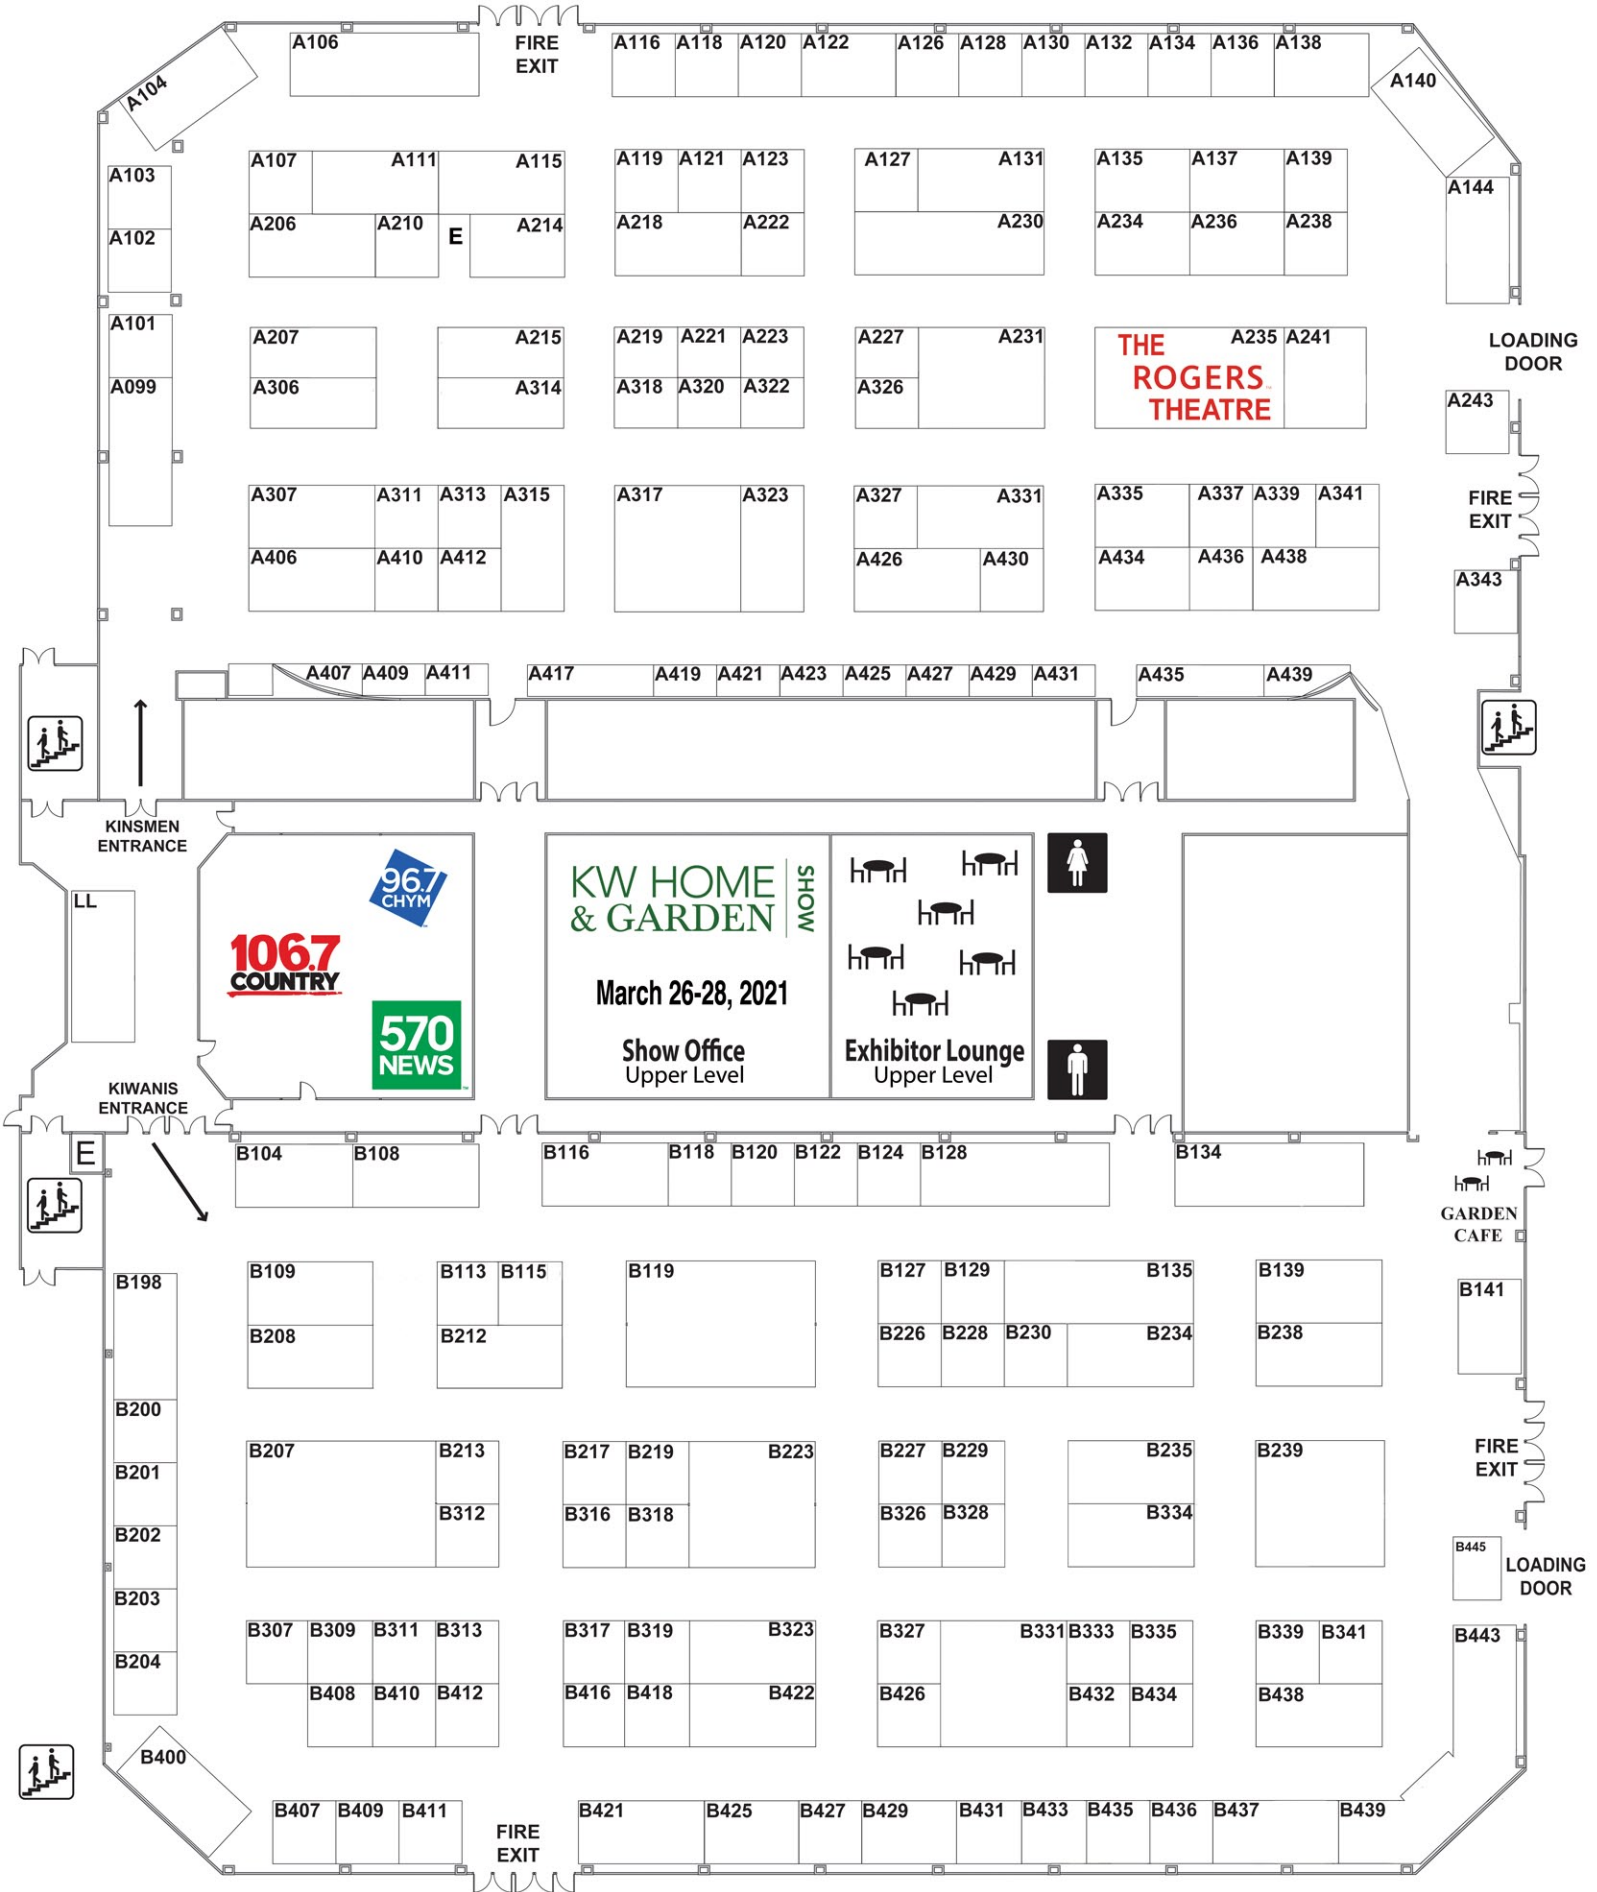 A106
FIRE
EXIT
A116 A118 A120 A122 A126 A128 A130 A132 A134 A136 A138
A104
A140
A107 A111 A115 A119 A121 A123 A127 A131 A135 A137 A139
A103
A144
A206 A210 E A214 A218 A222 A230 A234 A236 A238
A102
A101
A207 A215 A219 A221 A223 A227 A231 A235 A241
THE
ROGERS
THEATRE
LOADING
DOOR
A099
A306 A314 A318 A320 A322 A326
A243
A307 A311 A313 A315 A317 A323 A327 A331 A335 A337 A339 A341
FIRE
EXIT
A406 A410 A412 A426 A430 A434 A436 A438
A343
A407 A409 A411 A417 A419 A421 A423 A425 A427 A429 A431 A435 A439
KINSMEN
ENTRANCE
LL
96.7
CHYM
106.7
COUNTRY
570
NEWS
KW HOME
& GARDEN
SHOW
March 26-28, 2021
Show Office
Upper Level
Exhibitor Lounge
Upper Level
KIWANIS
ENTRANCE
E
B104 B108 B116 B118 B120 B122 B124 B128 B134
GARDEN
CAFE
B198
B109 B113 B115 B119 B127 B129 B135 B139
B141
B208 B212 B226 B228 B230 B234 B238
B200
B207 B213 B217 B219 B223 B227 B229 B235 B239
FIRE
EXIT
B201
B312 B316 B318 B326 B328 B334
B202
B445
LOADING
DOOR
B203
B307 B309 B311 B313 B317 B319 B323 B327 B331 B333 B335 B339 B341
B443
B204
B408 B410 B412 B416 B418 B422 B426 B432 B434 B438
B400
B407 B409 B411
FIRE
EXIT
B421 B425 B427 B429 B431 B433 B435 B436 B437 B439